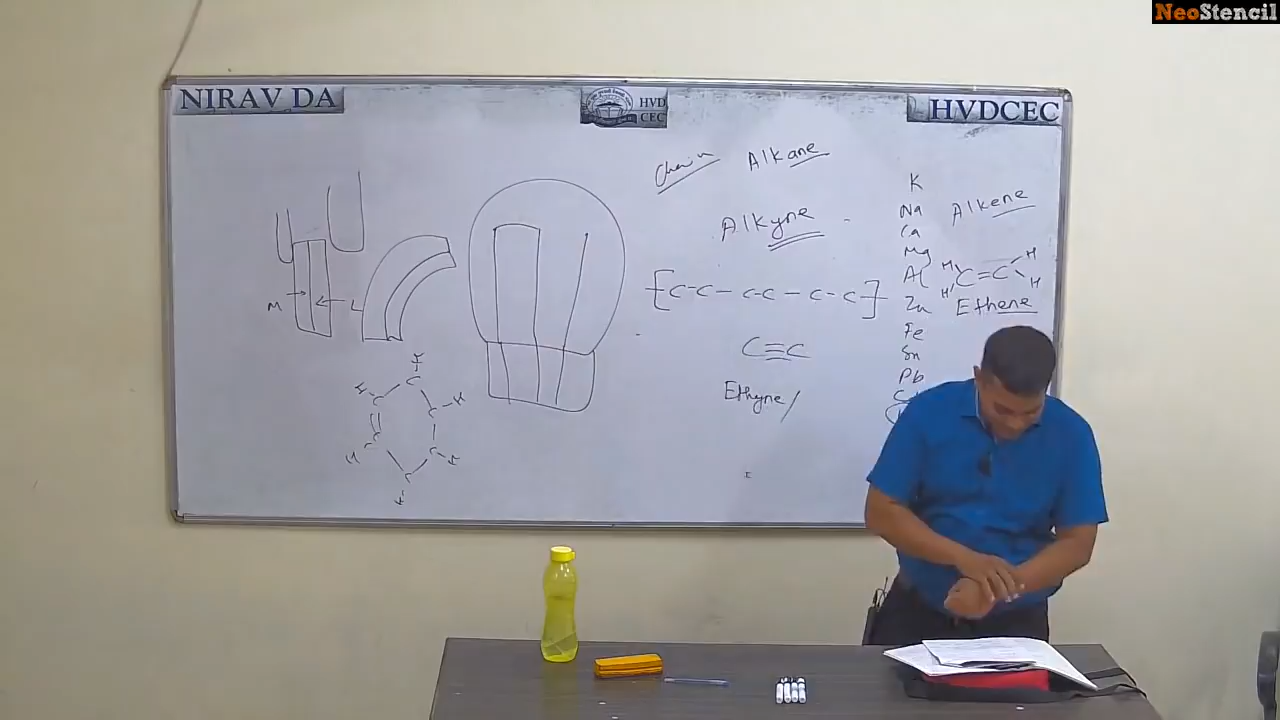 NeoStencil
NIRAV DA
HVD
CEC
HVDCEC
Chain
Alkane
Alkyne
Alkene
K
Na
Ca
Mg
Al
Zn
Fe
Sn
Pb
H H
C=C
H H
Ethene
[C-C-C-C-C-C]
C≡C
Ethyne/
M
L
H
H C H
C C
C C
H C H
H